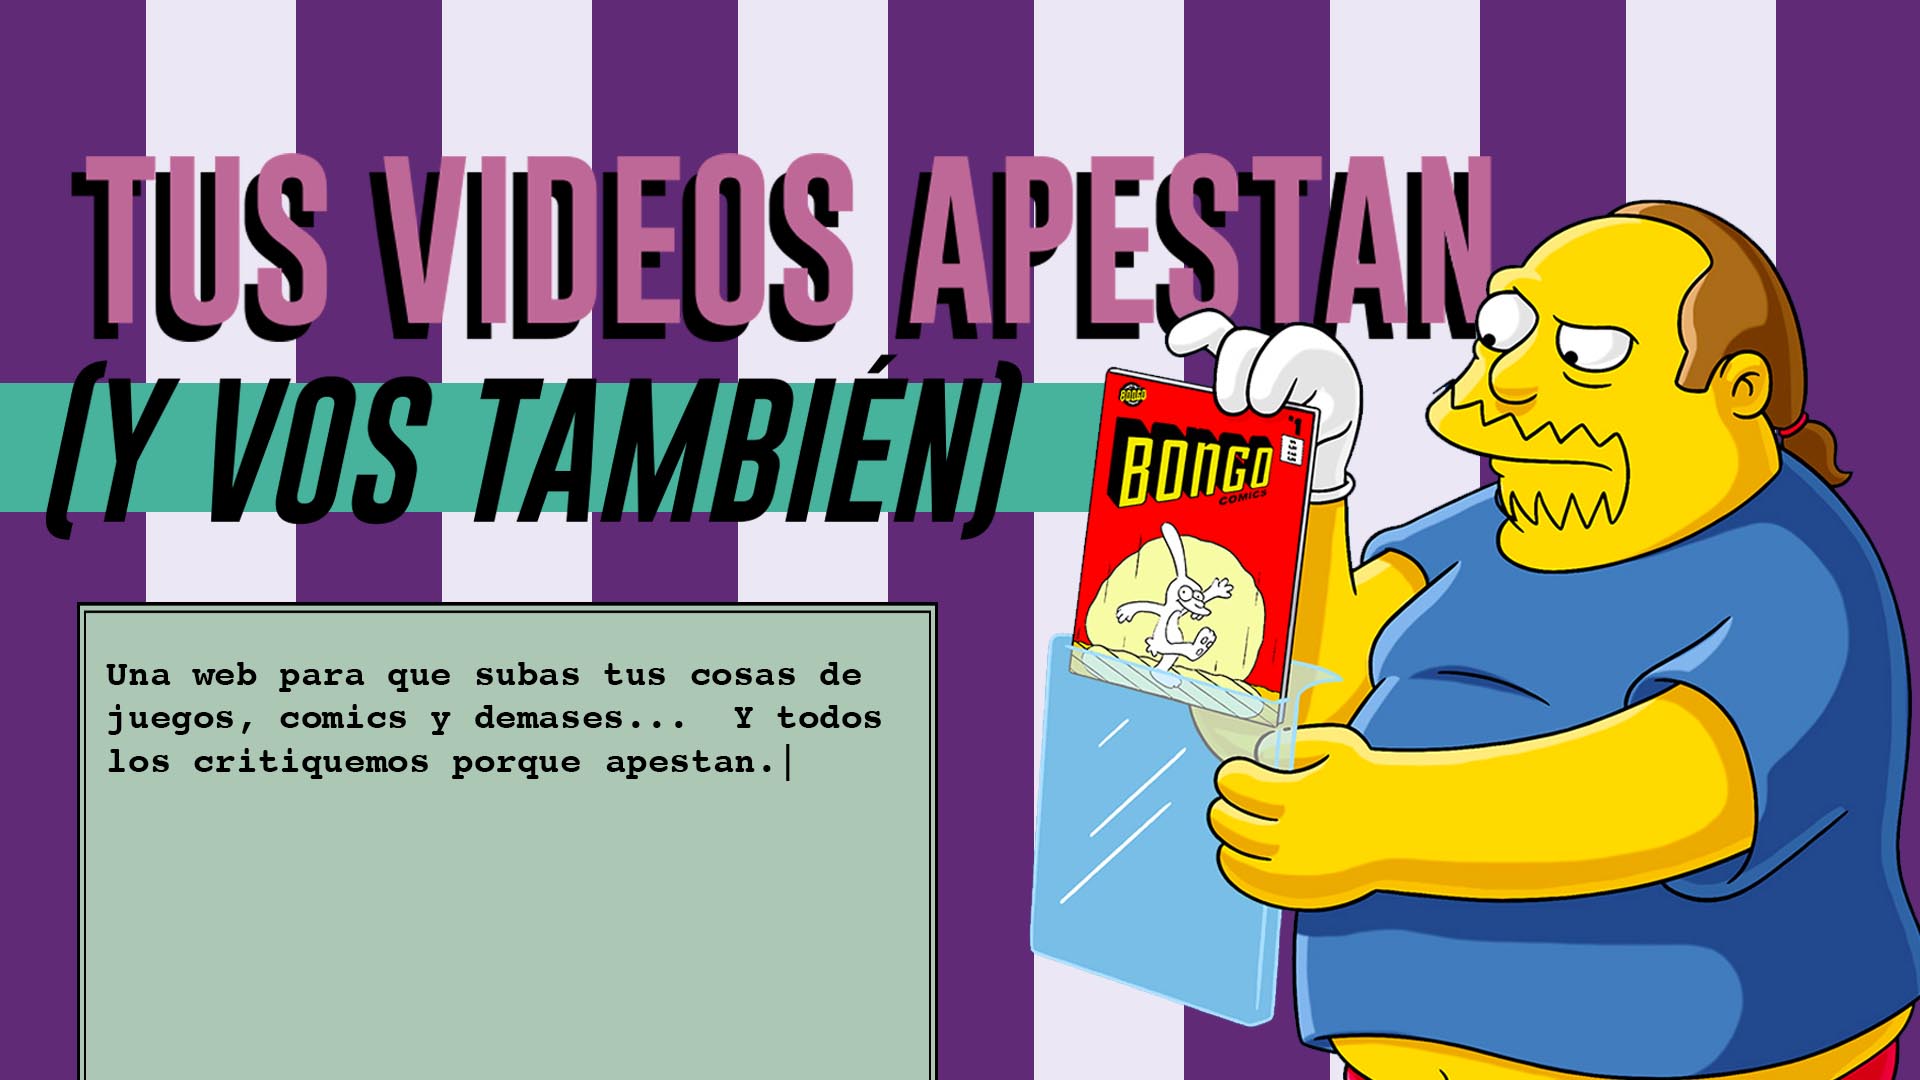 TUS VIDEOS APESTAN
(Y VOS TAMBIÉN)
BONGO
#1
BONGO
COMICS
Una web para que subas tus cosas de
juegos, comics y demases...  Y todos
los critiquemos porque apestan.